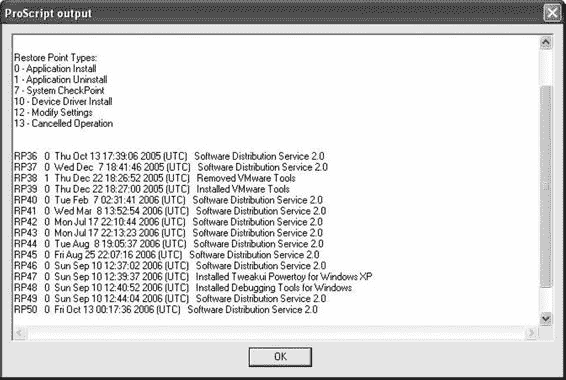 ProScript output
Restore Point Types:
0 - Application Install
1 - Application Uninstall
7 - System CheckPoint
10 - Device Driver Install
12 - Modify Settings
13 - Cancelled Operation
RP36 0 Thu Oct 13 17:39:06 2005 (UTC) Software Distribution Service 2.0
RP37 0 Wed Dec 7 18:41:46 2005 (UTC) Software Distribution Service 2.0
RP38 1 Thu Dec 22 18:26:52 2005 (UTC) Removed VMware Tools
RP39 0 Thu Dec 22 18:27:00 2005 (UTC) Installed VMware Tools
RP40 0 Tue Feb 7 02:31:41 2006 (UTC) Software Distribution Service 2.0
RP41 0 Wed Mar 8 13:52:54 2006 (UTC) Software Distribution Service 2.0
RP42 0 Mon Jul 17 22:10:44 2006 (UTC) Software Distribution Service 2.0
RP43 0 Mon Jul 17 22:13:23 2006 (UTC) Software Distribution Service 2.0
RP44 0 Tue Aug 8 19:05:37 2006 (UTC) Software Distribution Service 2.0
RP45 0 Fri Aug 25 22:07:16 2006 (UTC) Software Distribution Service 2.0
RP46 0 Sun Sep 10 12:37:02 2006 (UTC) Software Distribution Service 2.0
RP47 0 Sun Sep 10 12:39:37 2006 (UTC) Installed Tweakui Powertoy for Windows XP
RP48 0 Sun Sep 10 12:40:52 2006 (UTC) Installed Debugging Tools for Windows
RP49 0 Sun Sep 10 12:44:04 2006 (UTC) Software Distribution Service 2.0
RP50 0 Fri Oct 13 00:17:36 2006 (UTC) Software Distribution Service 2.0
OK